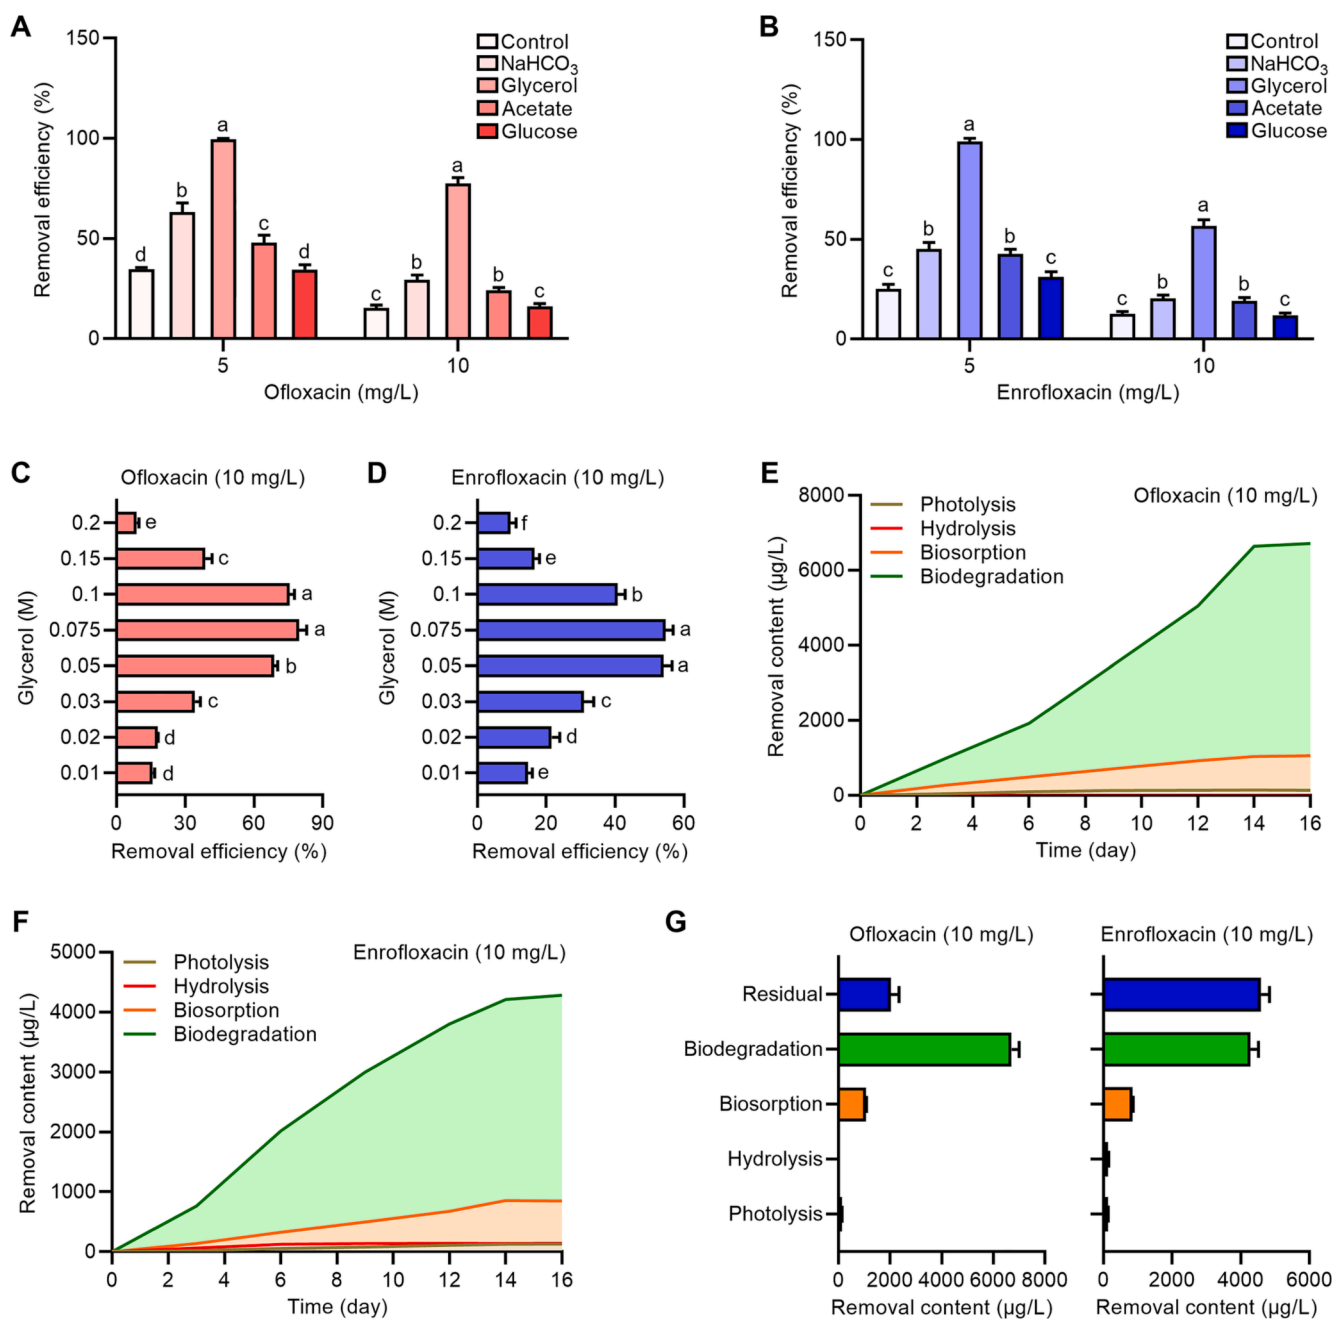 A
150
100
50
0
Removal efficiency (%)
Control
NaHCO3
Glycerol
Acetate
Glucose
d
b
a
c
d
c
b
a
b
c
5
10
Ofloxacin (mg/L)
B
150
100
50
0
Removal efficiency (%)
Control
NaHCO3
Glycerol
Acetate
Glucose
c
b
a
b
c
c
b
a
b
c
5
10
Enrofloxacin (mg/L)
C
Ofloxacin (10 mg/L)
Glycerol (M)
0.2
e
0.15
c
0.1
a
0.075
a
0.05
b
0.03
c
0.02
d
0.01
d
0
30
60
90
Removal efficiency (%)
D
Enrofloxacin (10 mg/L)
Glycerol (M)
0.2
f
0.15
e
0.1
b
0.075
a
0.05
a
0.03
c
0.02
d
0.01
e
0
20
40
60
Removal efficiency (%)
E
Ofloxacin (10 mg/L)
Photolysis
Hydrolysis
Biosorption
Biodegradation
Removal content (µg/L)
8000
6000
4000
2000
0
0
2
4
6
8
10
12
14
16
Time (day)
F
Enrofloxacin (10 mg/L)
Photolysis
Hydrolysis
Biosorption
Biodegradation
Removal content (µg/L)
5000
4000
3000
2000
1000
0
0
2
4
6
8
10
12
14
16
Time (day)
G
Ofloxacin (10 mg/L)
Residual
Biodegradation
Biosorption
Hydrolysis
Photolysis
0
2000
4000
6000
8000
Removal content (µg/L)
Enrofloxacin (10 mg/L)
0
2000
4000
6000
Removal content (µg/L)